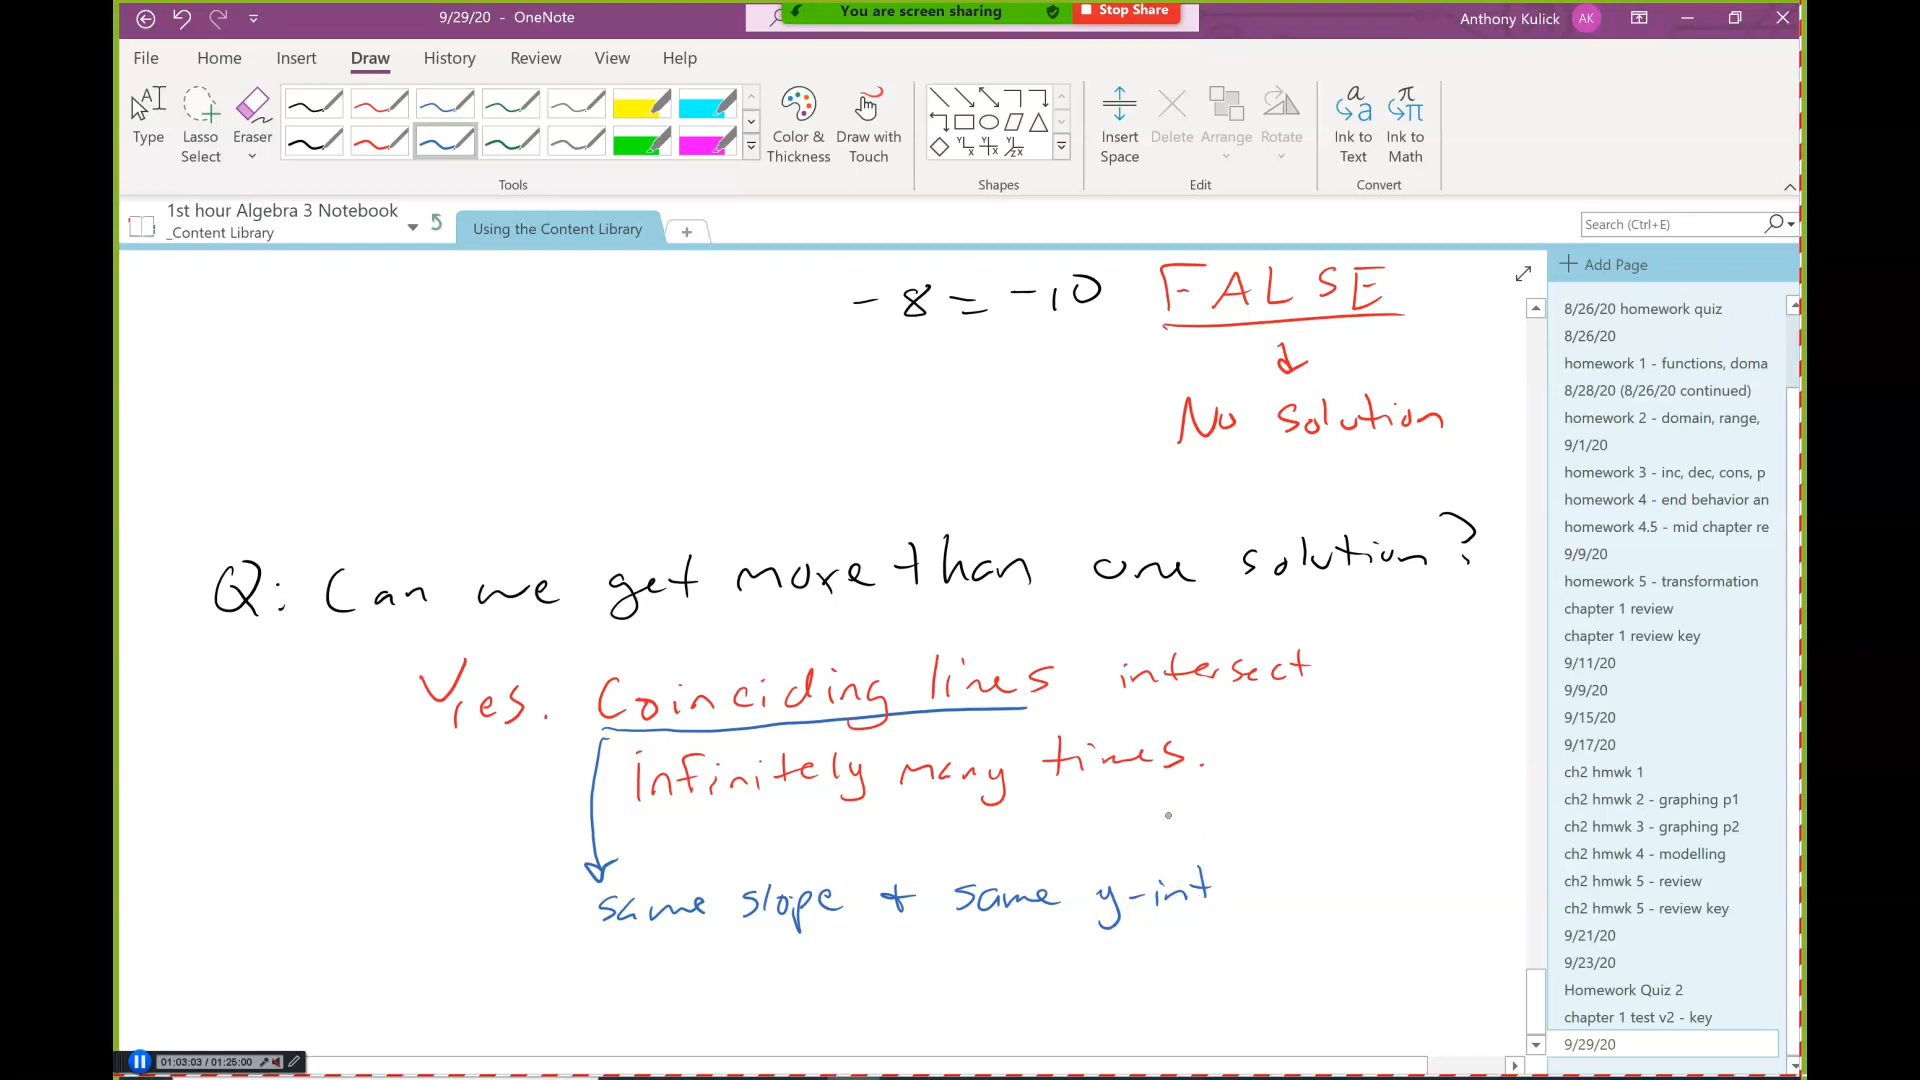 9/29/20 - OneNote
You are screen sharing
Stop Share
Anthony Kulick
AK
File Home Insert Draw History Review View Help
Type
Lasso Select
Eraser
Color & Thickness
Draw with Touch
Insert Space
Delete
Arrange
Rotate
Ink to Text
Ink to Math
Tools
Shapes
Edit
Convert
1st hour Algebra 3 Notebook
_Content Library
Using the Content Library
Search (Ctrl+E)
-8 = -10 FALSE
No solution
Q: Can we get more than one solution?
Yes. Coinciding lines intersect
infinitely many times.
same slope + same y-int
Add Page
8/26/20 homework quiz
8/26/20
homework 1 - functions, doma
8/28/20 (8/26/20 continued)
homework 2 - domain, range,
9/1/20
homework 3 - inc, dec, cons, p
homework 4 - end behavior an
homework 4.5 - mid chapter re
9/9/20
homework 5 - transformation
chapter 1 review
chapter 1 review key
9/11/20
9/9/20
9/15/20
9/17/20
ch2 hmwk 1
ch2 hmwk 2 - graphing p1
ch2 hmwk 3 - graphing p2
ch2 hmwk 4 - modelling
ch2 hmwk 5 - review
ch2 hmwk 5 - review key
9/21/20
9/23/20
Homework Quiz 2
chapter 1 test v2 - key
9/29/20
01:03:03 / 01:25:00